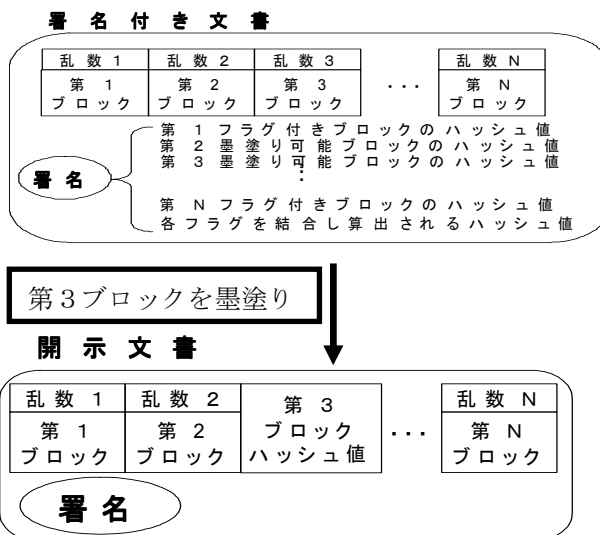 署名付き文書
乱数1 乱数2 乱数3 乱数N
第1 第2 第3 ... 第N
ブロック ブロック ブロック ブロック
第1フラグ付きブロックのハッシュ値
第2墨塗り可能ブロックのハッシュ値
第3墨塗り可能ブロックのハッシュ値
⋮
署名
第Nフラグ付きブロックのハッシュ値
各フラグを結合し算出されるハッシュ値
第3ブロックを墨塗り
開示文書
乱数1 乱数2 第3 乱数N
第1 第2 ブロック ... 第N
ブロック ブロック ハッシュ値 ブロック
署名